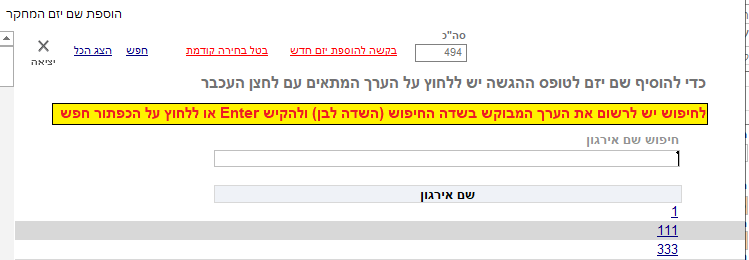 הוספת שם יזם המחקר
סה"כ
יציאה הצג הכל חפש בטל בחירה קודמת בקשה להוספת יזם חדש 494
כדי להוסיף שם יזם לטופס ההגשה יש ללחוץ על הערך המתאים עם לחצן העכבר
לחיפוש יש לרשום את הערך המבוקש בשדה החיפוש (השדה לבן) ולהקיש Enter או ללחוץ על הכפתור חפש
חיפוש שם אירגון
1
שם אירגון
1
111
333